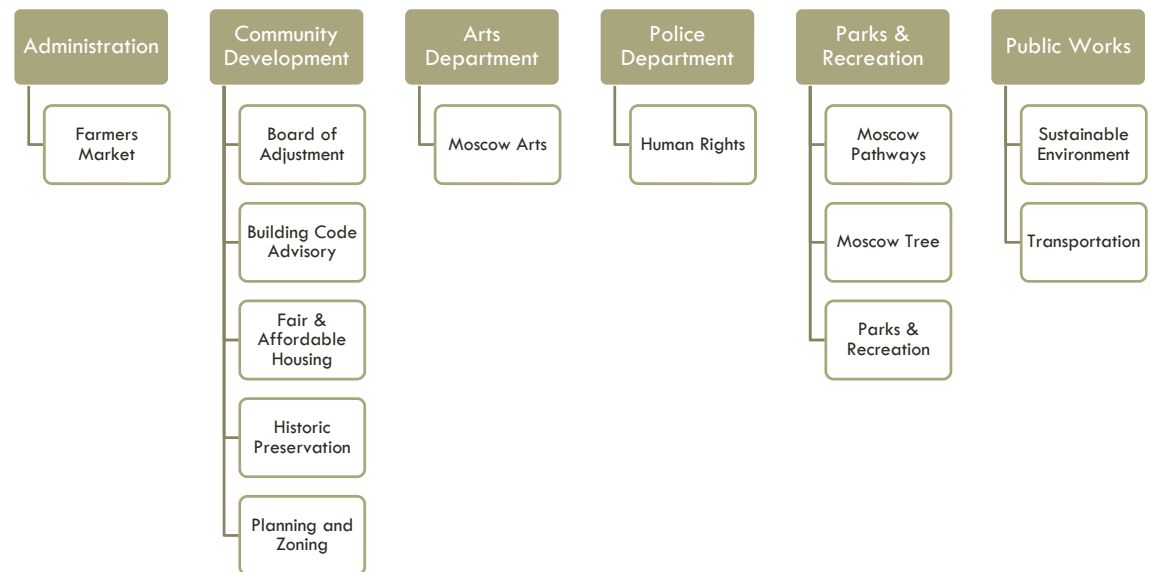 Administration
Farmers
Market
Community
Development
Board of
Adjustment
Building Code
Advisory
Fair &
Affordable
Housing
Historic
Preservation
Planning and
Zoning
Arts
Department
Moscow Arts
Police
Department
Human Rights
Parks &
Recreation
Moscow
Pathways
Moscow Tree
Parks &
Recreation
Public Works
Sustainable
Environment
Transportation